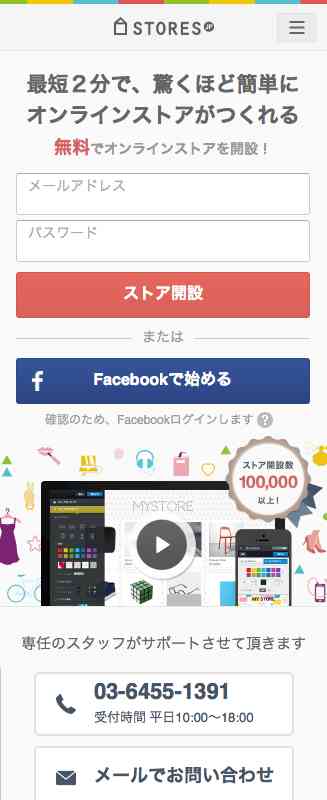 STORES.jp
最短２分で、驚くほど簡単に
オンラインストアがつくれる
無料でオンラインストアを開設！
メールアドレス
パスワード
ストア開設
または
Facebookで始める
確認のため、Facebookログインします ?
ストア開設数
100,000
以上！
MYSTORE
MY STORE
専任のスタッフがサポートさせて頂きます
03-6455-1391
受付時間 平日10:00〜18:00
メールでお問い合わせ